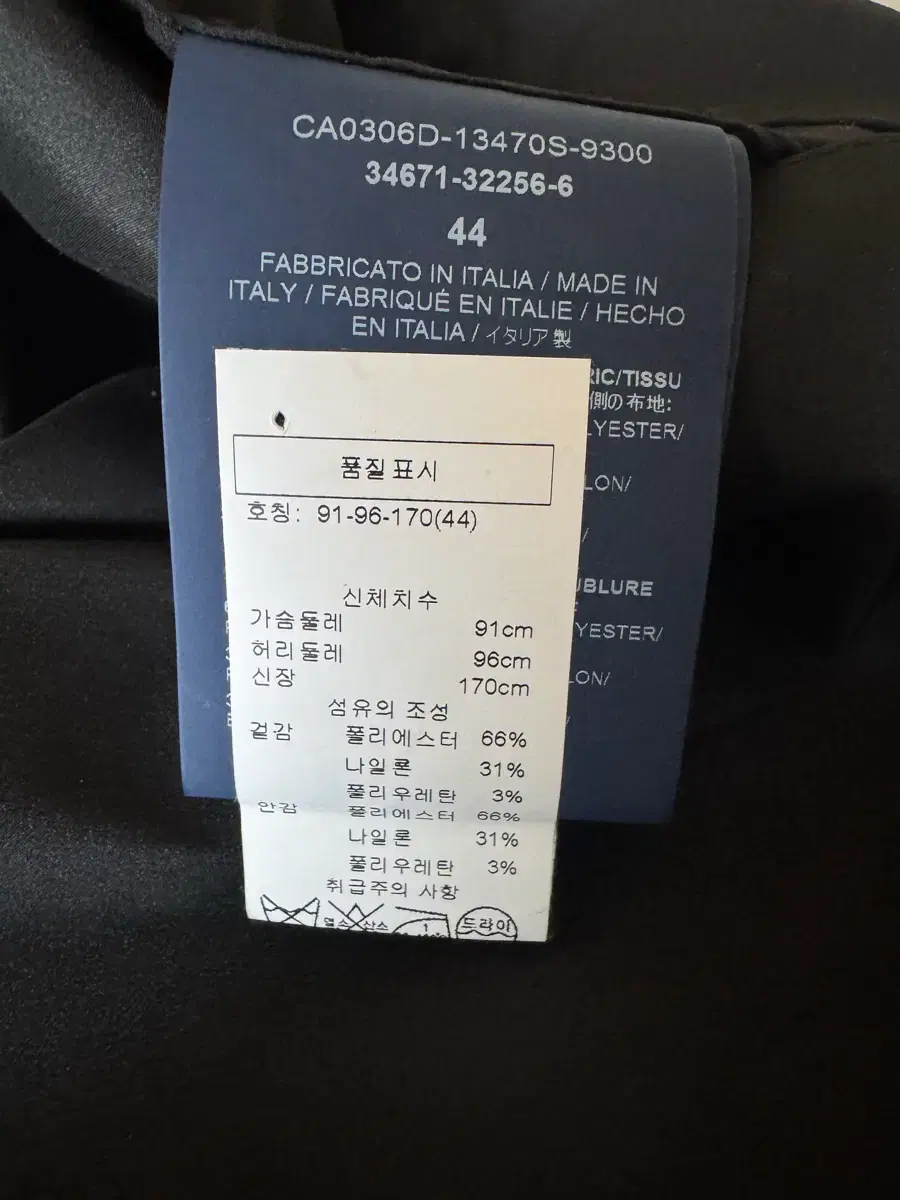 CA0306D-13470S-9300
34671-32256-6
44
FABBRICATO IN ITALIA / MADE IN
ITALY / FABRIQUÉ EN ITALIE / HECHO
EN ITALIA / イタリア製
RIC/TISSU
側の布地:
LYESTER/
LON/
/
UBLURE
YESTER/
LON/
/
품질표시
호칭: 91-96-170(44)
신체치수
가슴둘레 91cm
허리둘레 96cm
신장 170cm
섬유의 조성
겉감 폴리에스터 66%
나일론 31%
폴리우레탄 3%
안감 폴리에스터 66%
나일론 31%
폴리우레탄 3%
취급주의 사항
드라이